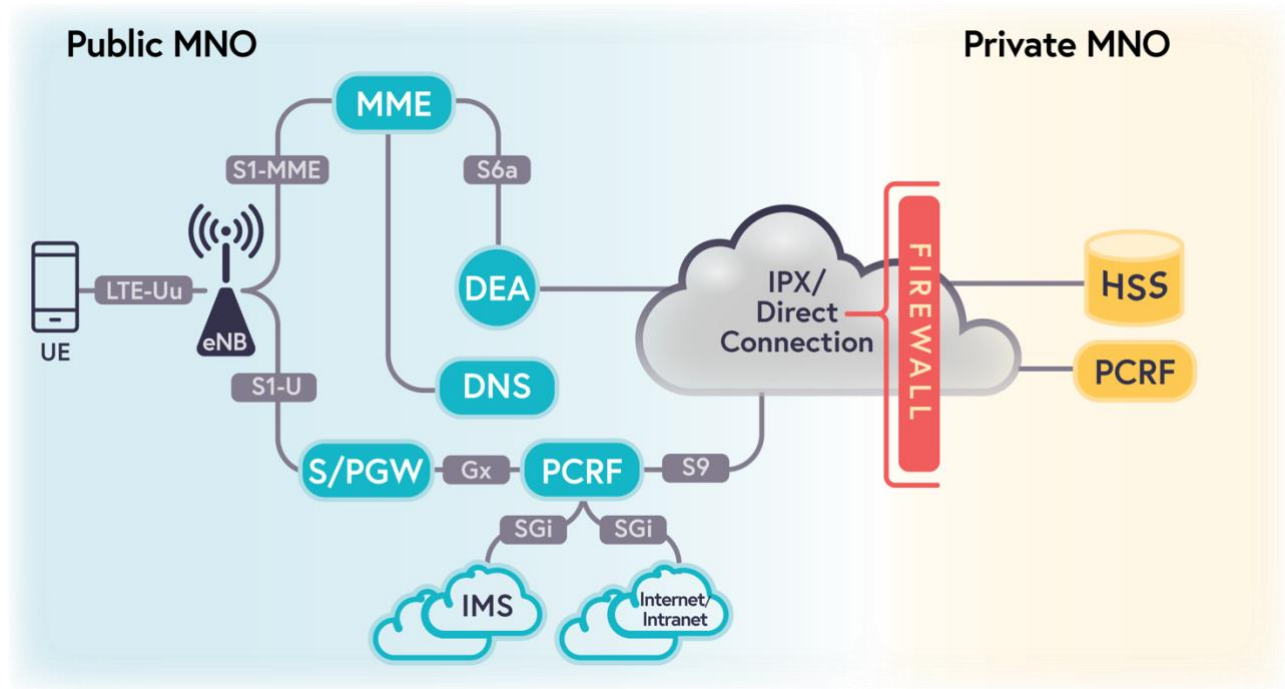 Public MNO
Private MNO
MME
S1-MME
S6a
LTE-Uu
UE
eNB
DEA
IPX/
Direct
Connection
FIREWALL
HSS
PCRF
S1-U
DNS
S/PGW
Gx
PCRF
S9
SGi
SGi
IMS
Internet/
Intranet